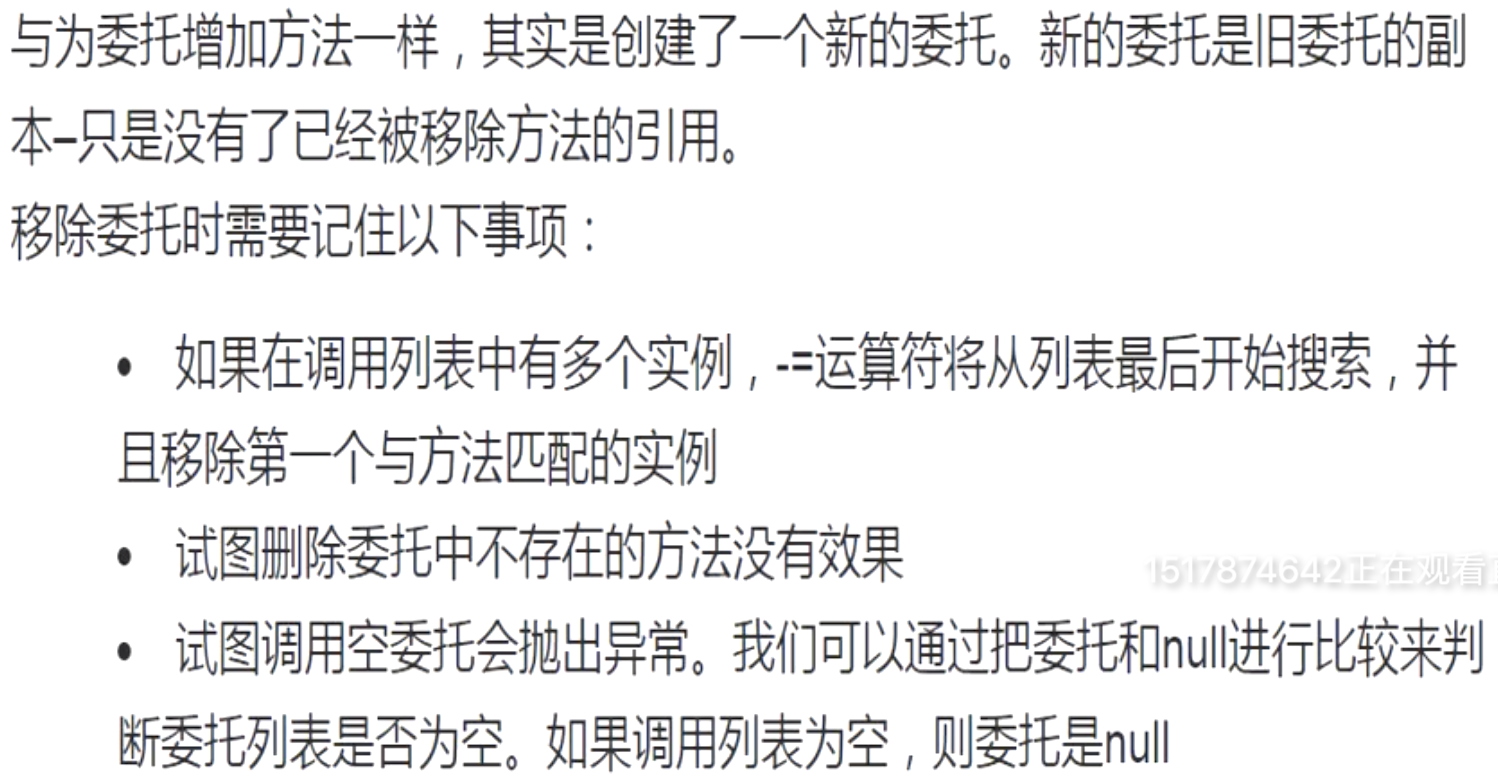 与为委托增加方法一样，其实是创建了一个新的委托。新的委托是旧委托的副
本–只是没有了已经被移除方法的引用。
移除委托时需要记住以下事项：
• 如果在调用列表中有多个实例，-=运算符将从列表最后开始搜索，并
且移除第一个与方法匹配的实例
• 试图删除委托中不存在的方法没有效果
1517874642正在观看
• 试图调用空委托会抛出异常。我们可以通过把委托和null进行比较来判
断委托列表是否为空。如果调用列表为空，则委托是null